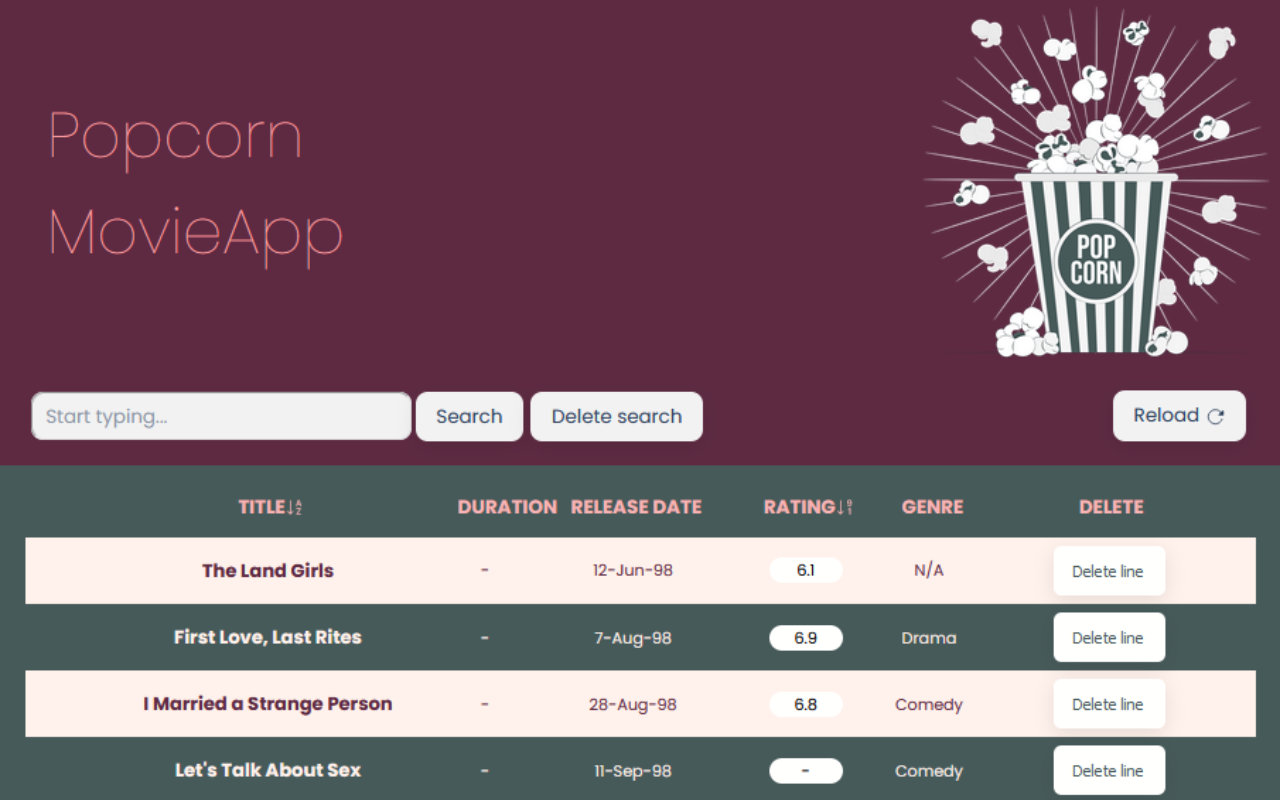 Popcorn
MovieApp
POP
CORN
Start typing...
Search
Delete search
Reload
TITLE DURATION RELEASE DATE RATING GENRE DELETE
The Land Girls - 12-Jun-98 6.1 N/A Delete line
First Love, Last Rites - 7-Aug-98 6.9 Drama Delete line
I Married a Strange Person - 28-Aug-98 6.8 Comedy Delete line
Let's Talk About Sex - 11-Sep-98 - Comedy Delete line